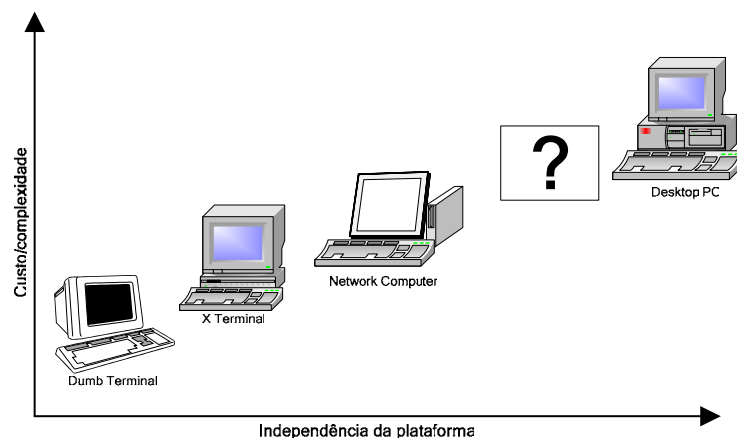 Custo/complexidade
?
Desktop PC
Network Computer
X Terminal
Dumb Terminal
Independência da plataforma